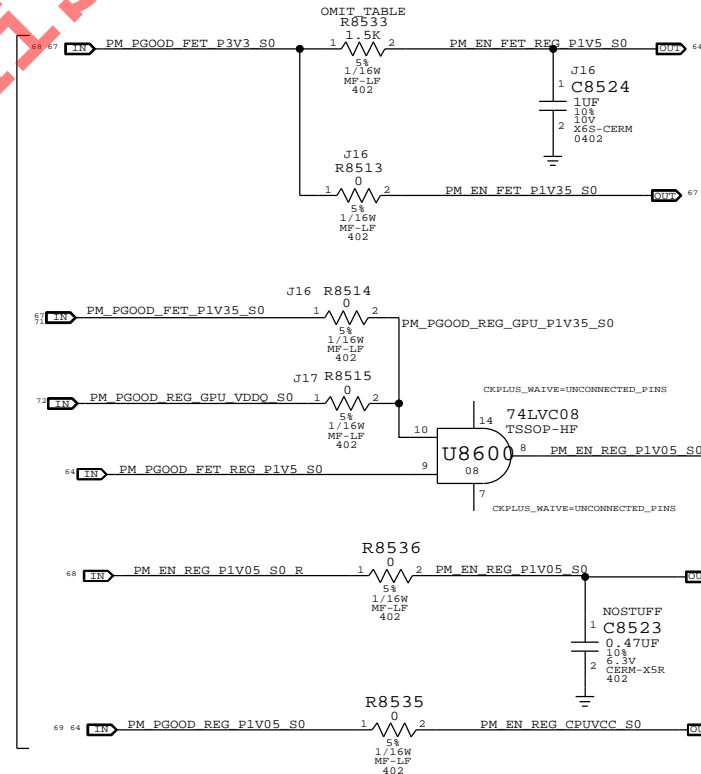 OMIT_TABLE
R8533
1.5K
68 67 IN PM_PGOOD_FET_P3V3_S0 1 2 PM_EN_FET_REG_P1V5_S0 OUT 64
5%
1/16W
MF-LF
402
J16
1 C8524
1UF
10%
10V
2 X6S-CERM
0402
J16
R8513
0
1 2 PM_EN_FET_P1V35_S0 OUT 67
5%
1/16W
MF-LF
402
J16 R8514
0
67 71 IN PM_PGOOD_FET_P1V35_S0 1 2
PM_PGOOD_REG_GPU_P1V35_S0
5%
1/16W
MF-LF
402
J17 R8515
0
72 IN PM_PGOOD_REG_GPU_VDDQ_S0 1 2
5%
1/16W
MF-LF
402
CKPLUS_WAIVE=UNCONNECTED_PINS
14 74LVC08
TSSOP-HF
10
U8600 8 PM_EN_REG_P1V05_S0
08
64 IN PM_PGOOD_FET_REG_P1V5_S0 9
7
CKPLUS_WAIVE=UNCONNECTED_PINS
R8536
0
68 IN PM_EN_REG_P1V05_S0_R 1 2 PM_EN_REG_P1V05_S0 OU
5%
1/16W
MF-LF
402
NOSTUFF
1 C8523
0.47UF
10%
6.3V
2 CERM-X5R
402
R8535
0
69 64 IN PM_PGOOD_REG_P1V05_S0 1 2 PM_EN_REG_CPUVCC_S0 OU
5%
1/16W
MF-LF
402